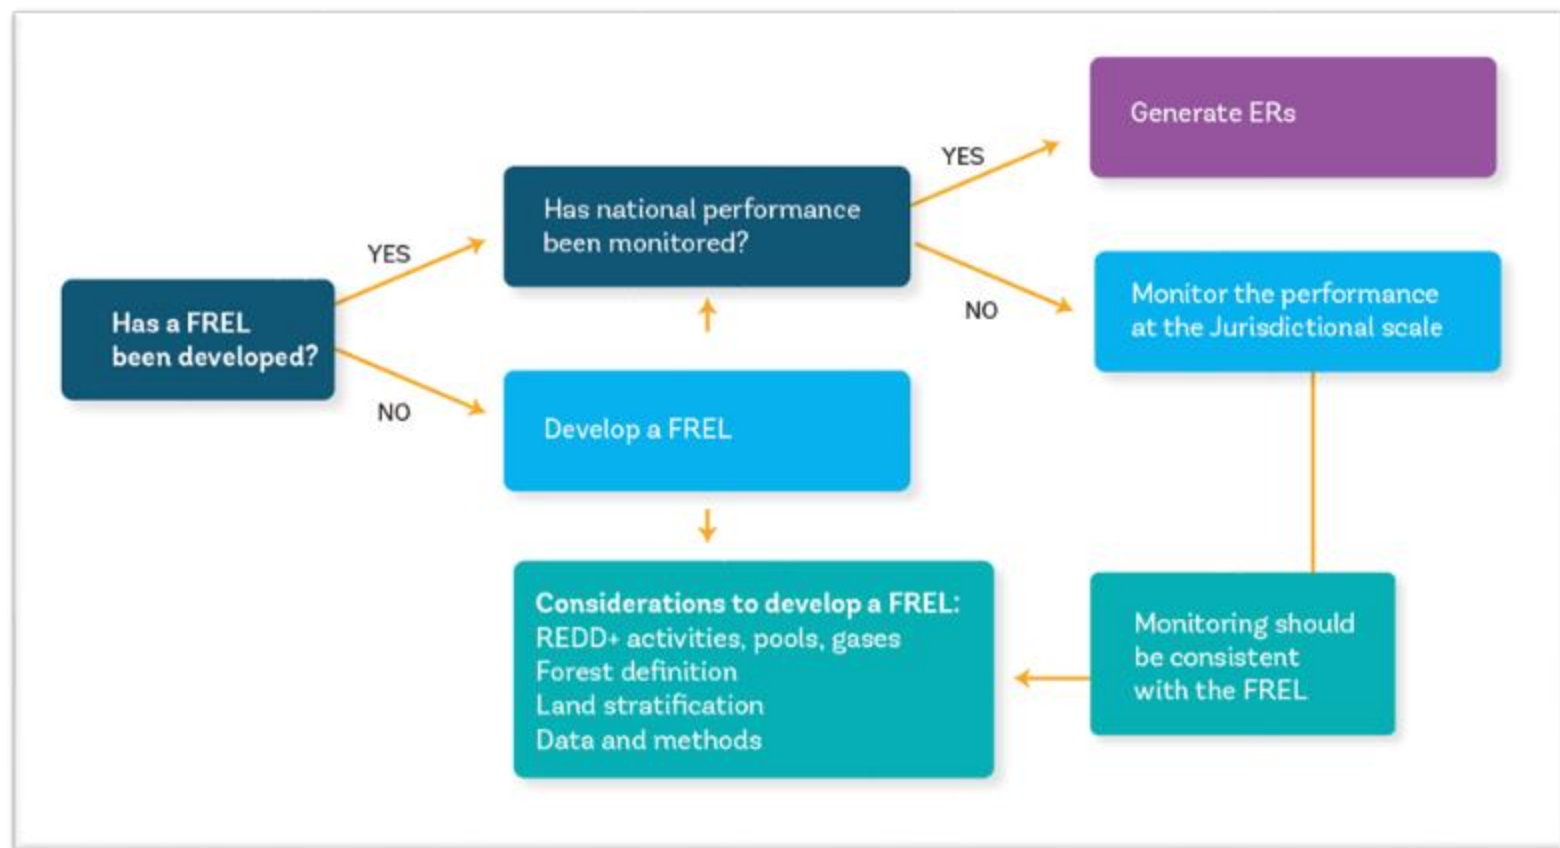 Generate ERs
YES
Has national performance
been monitored?
YES
Has a FREL
been developed?
NO
Monitor the performance
at the Jurisdictional scale
NO
Develop a FREL
Considerations to develop a FREL:
REDD+ activities, pools, gases
Forest definition
Land stratification
Data and methods
Monitoring should
be consistent
with the FREL